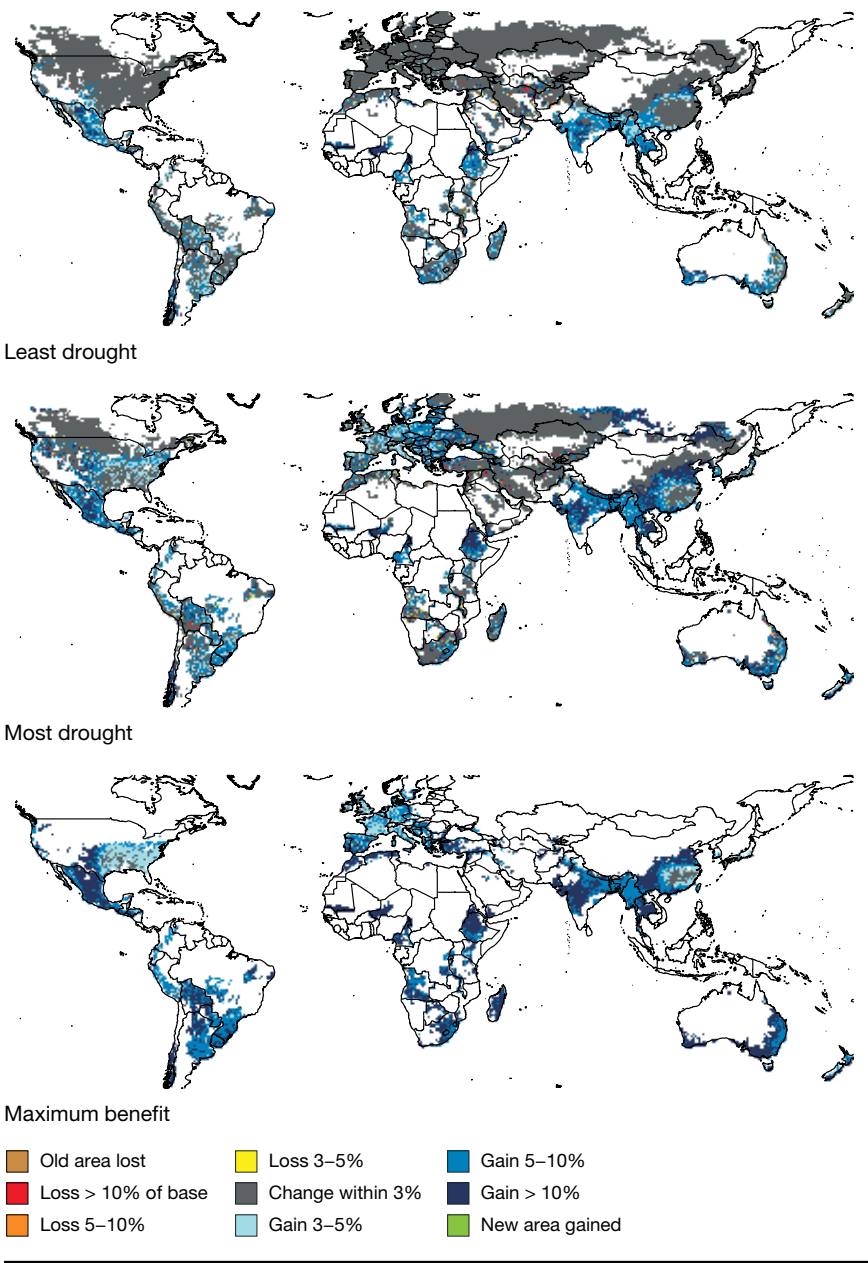 Least drought
Most drought
Maximum benefit
Old area lost
Loss 3–5%
Gain 5–10%
Loss > 10% of base
Change within 3%
Gain > 10%
Loss 5–10%
Gain 3–5%
New area gained